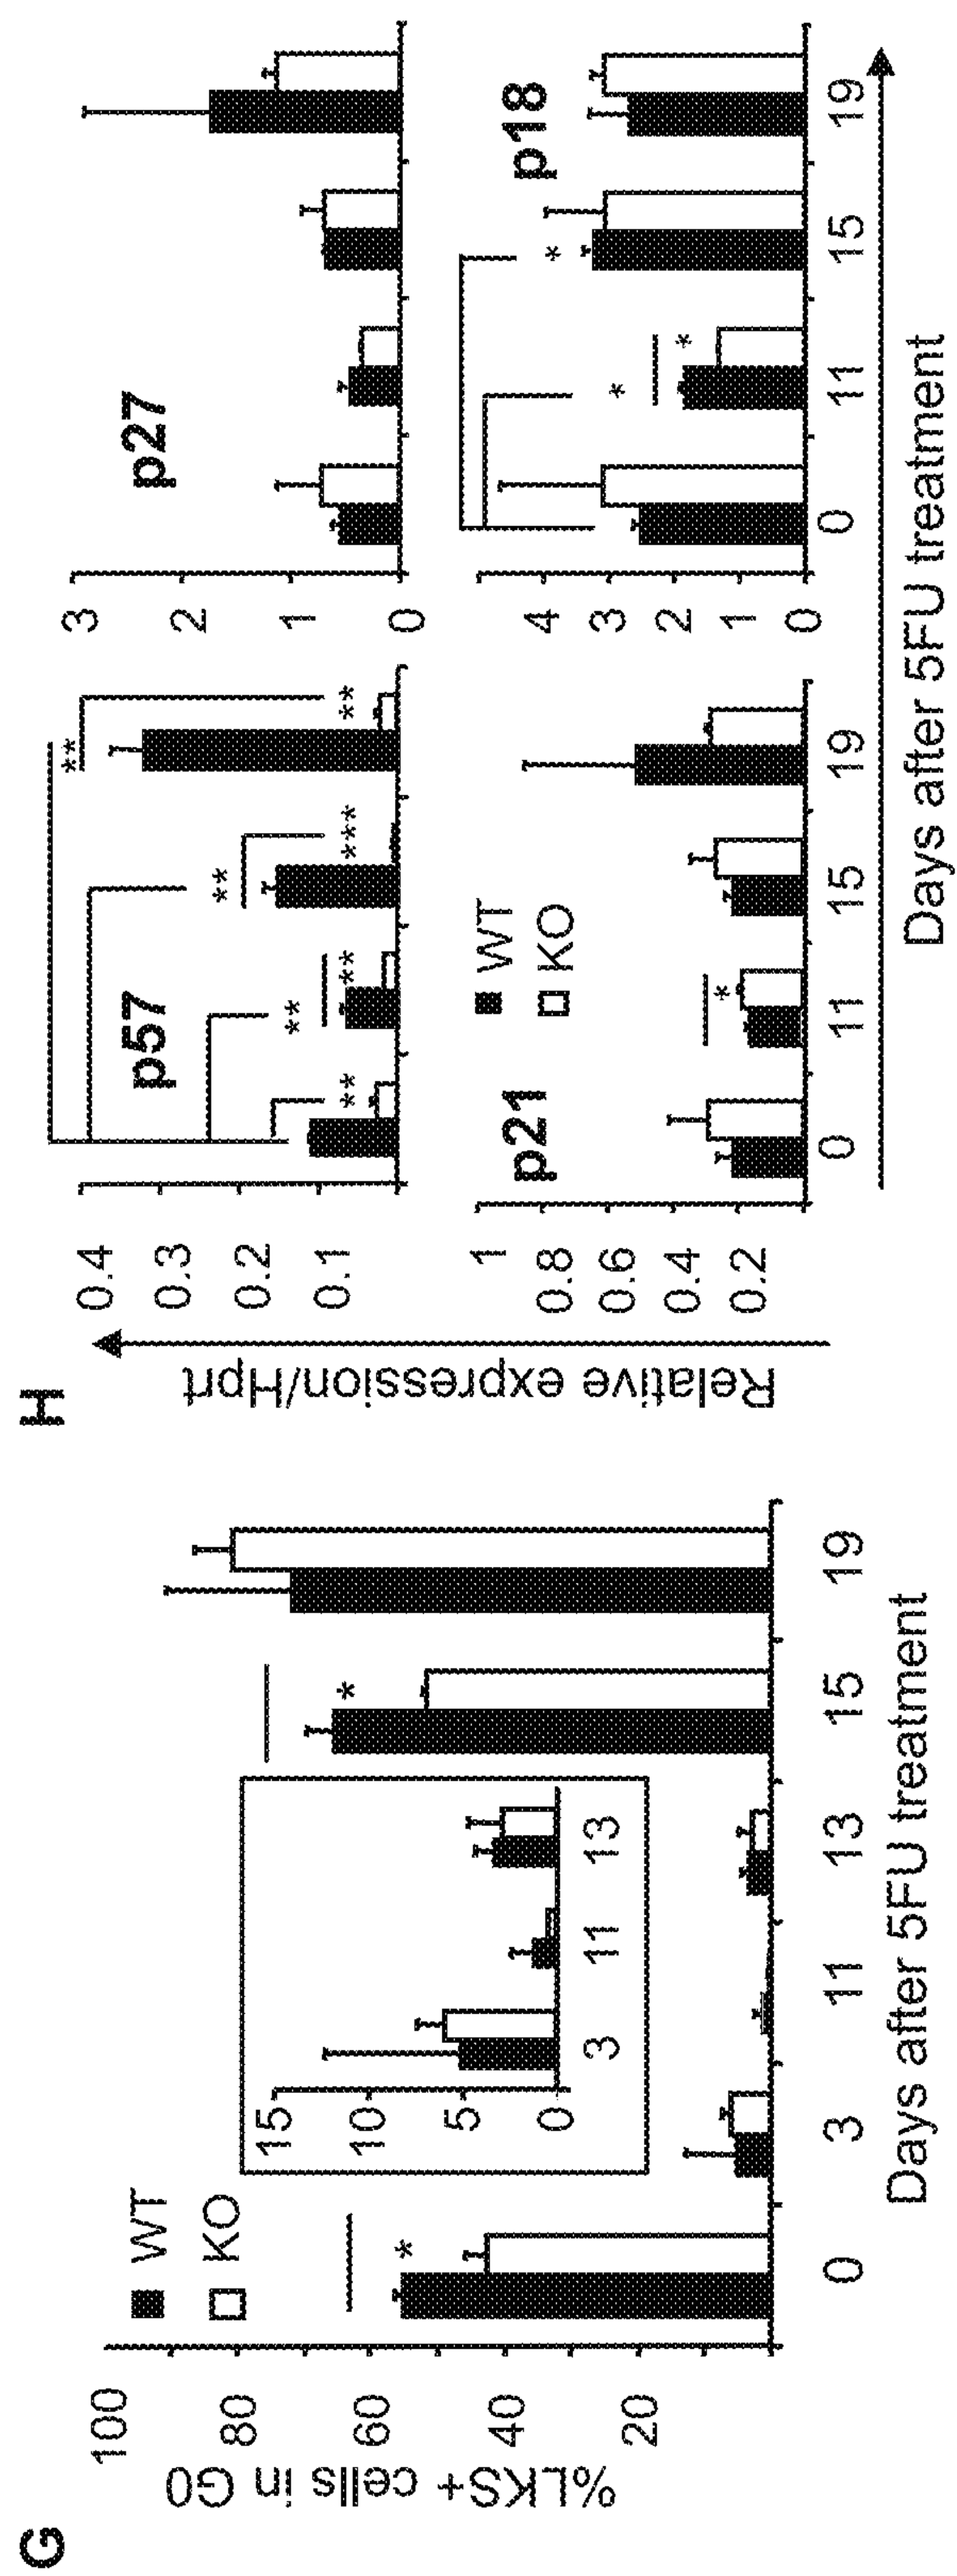 G
%LKS+ cells in G0
100
80
60
40
20
WT
KO
*
15
10
5
0
3 11 13
*
0 3 11 13 15 19
Days after 5FU treatment
H
Relative expression/Hprt
p57
0.4
0.3
0.2
0.1
**
** **
** ***
** **
p27
3
2
1
0
p21
WT
KO
1
0.8
0.6
0.4
0.2
*
0 11 15 19
p18
4
3
2
1
0
* * *
0 11 15 19
Days after 5FU treatment